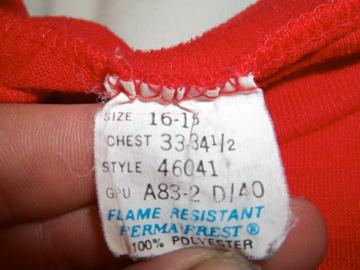 SIZE 16-18
CHEST 33-34 1/2
STYLE 46041
GPU A83-2 D/40
FLAME RESISTANT
PERMA PREST ®
100% POLYESTER